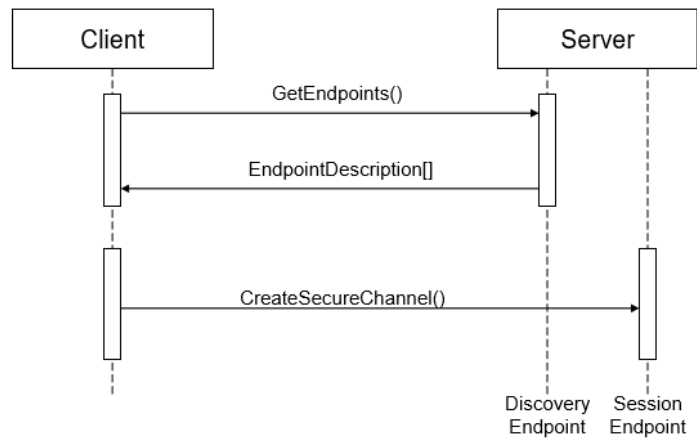 Client
Server
GetEndpoints()
EndpointDescription[]
CreateSecureChannel()
Discovery
Endpoint
Session
Endpoint